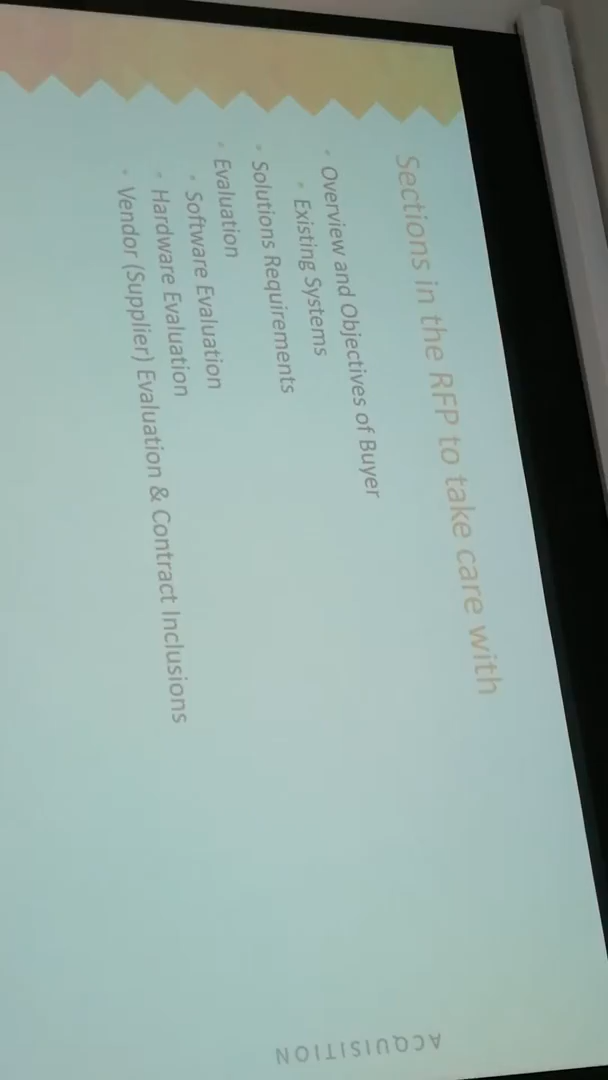 Sections in the RFP to take care with
Overview and Objectives of Buyer
Existing Systems
Solutions Requirements
Evaluation
Software Evaluation
Hardware Evaluation
Vendor (Supplier) Evaluation & Contract Inclusions
ACQUISITION